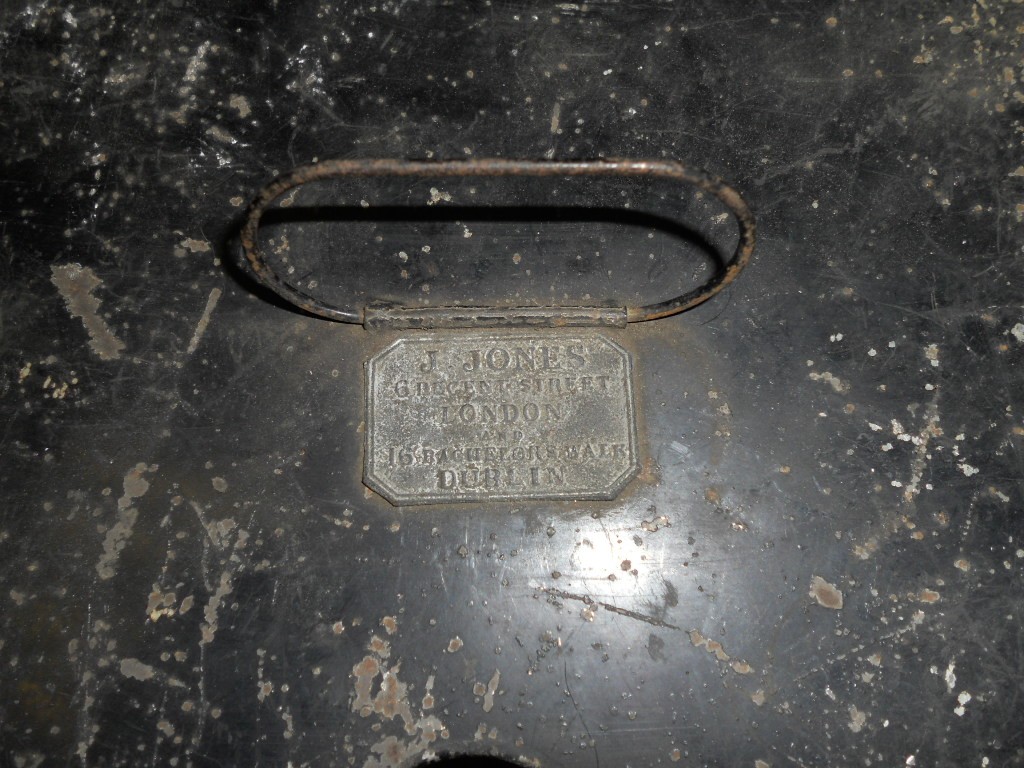 J. JONES
6 REGENT STREET
LONDON
AND
16 BACHELORS WALK
DUBLIN